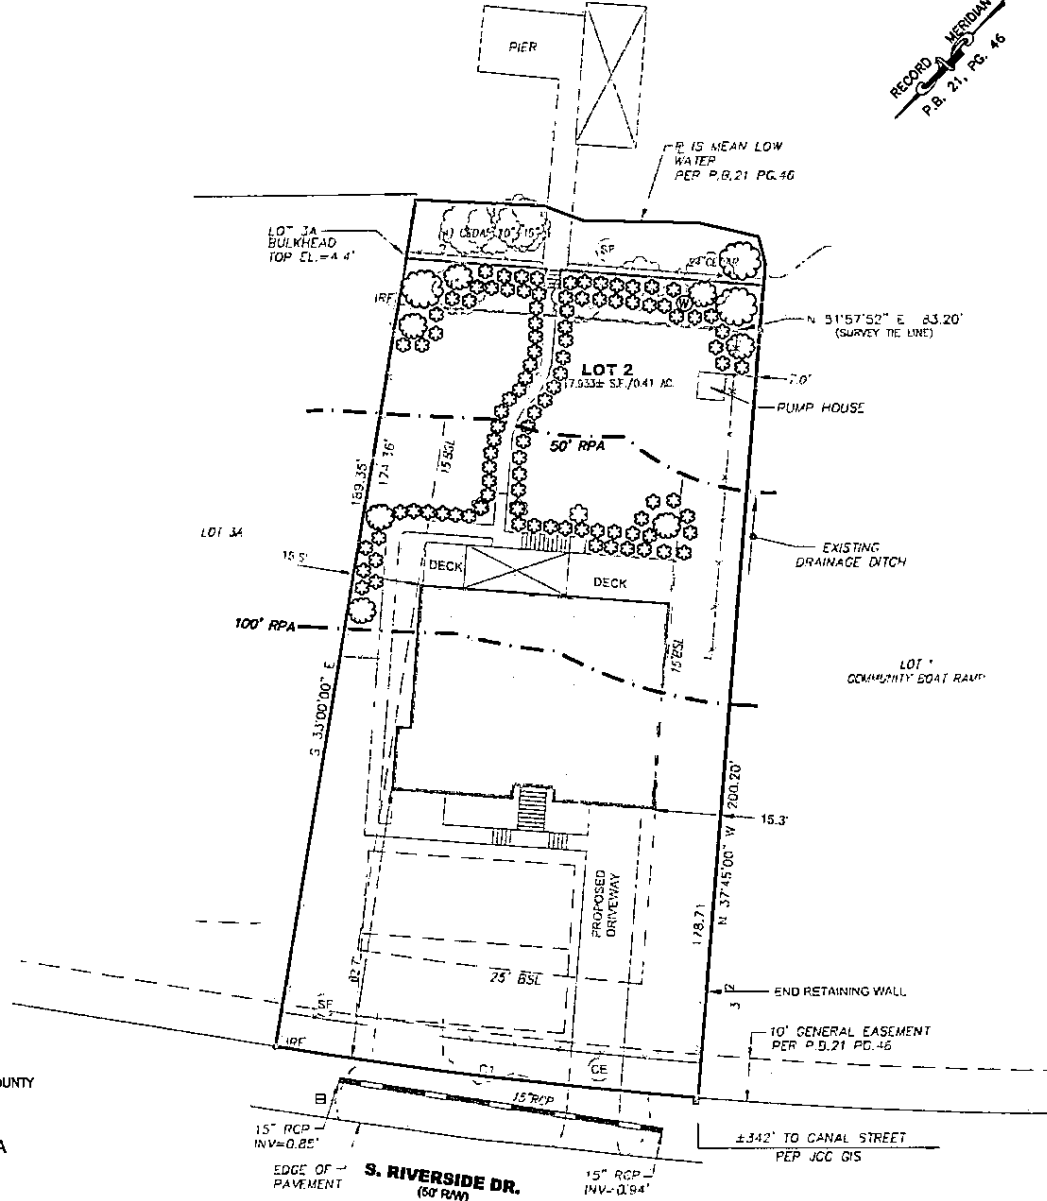 PIER
RECORD MERIDIAN
P.B. 21, PG. 46
IS MEAN LOW
WATER
PER P.B.21 PG.46
LOT 3A
BULKHEAD
TOP EL.=4.4'
SF
IRF
W
N 51°57'52" E 83.20'
(SURVEY TIE LINE)
LOT 2
17,933± S.F./0.41 AC.
7.0'
PUMP HOUSE
50' RPA
15 BSL
189.35'
174.36'
LOT 3A
EXISTING
DRAINAGE DITCH
15.5'
DECK
DECK
100' RPA
15 BSL
LOT
COMMUNITY BOAT RAMP
S 33°00'00" E
N 37°45'00" W 200.20'
15.3'
PROPOSED
DRIVEWAY
178.71
25' BSL
END RETAINING WALL
SF
10' GENERAL EASEMENT
PER P.B.21 PG.46
IRF
CE
15" RCP
15" RCP
INV=0.85'
EDGE OF
PAVEMENT
S. RIVERSIDE DR.
(50' R/W)
15" RCP
INV=0.94'
±342' TO CANAL STREET
PER JCC GIS